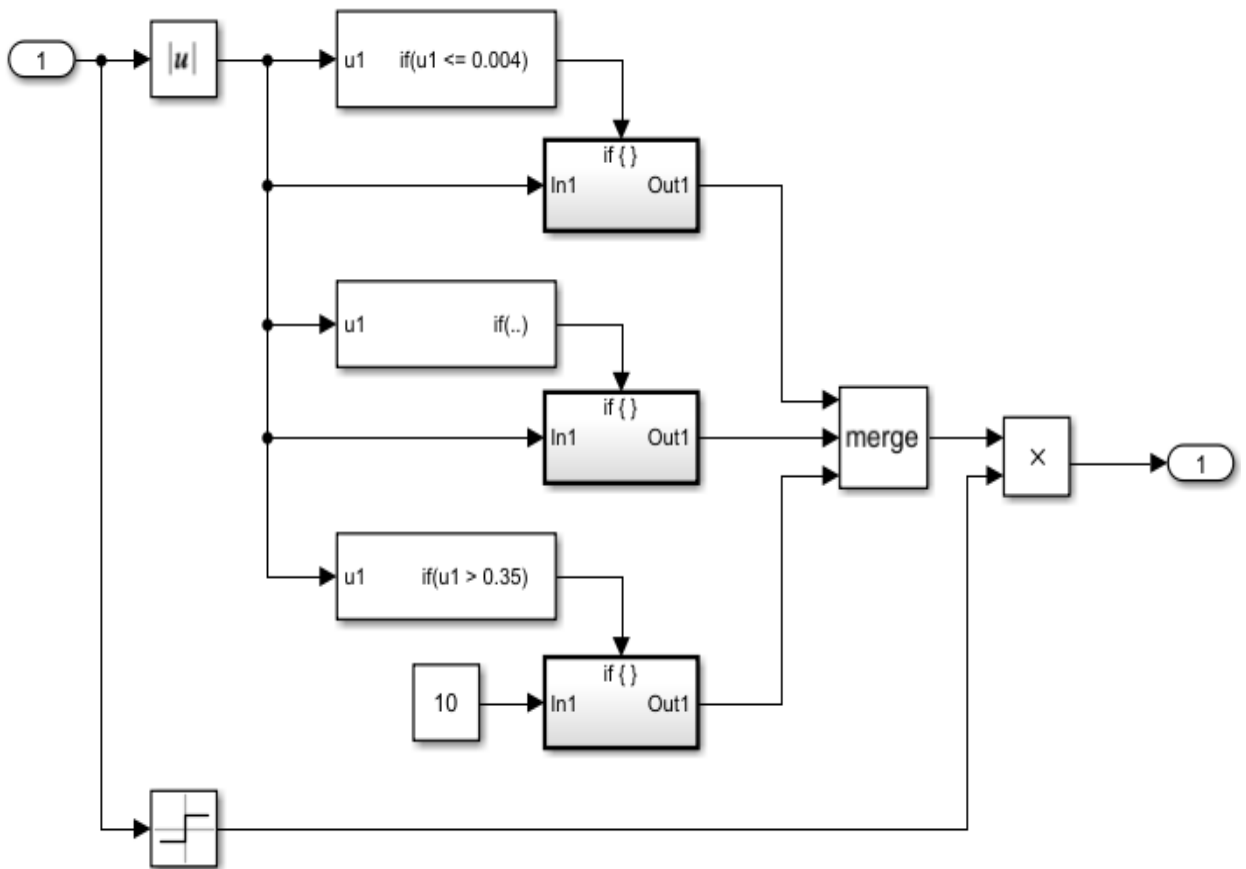 1
|u|
u1 if(u1 <= 0.004)
if { }
In1 Out1
u1 if(..)
if { }
In1 Out1
merge
×
1
u1 if(u1 > 0.35)
if { }
10
In1 Out1